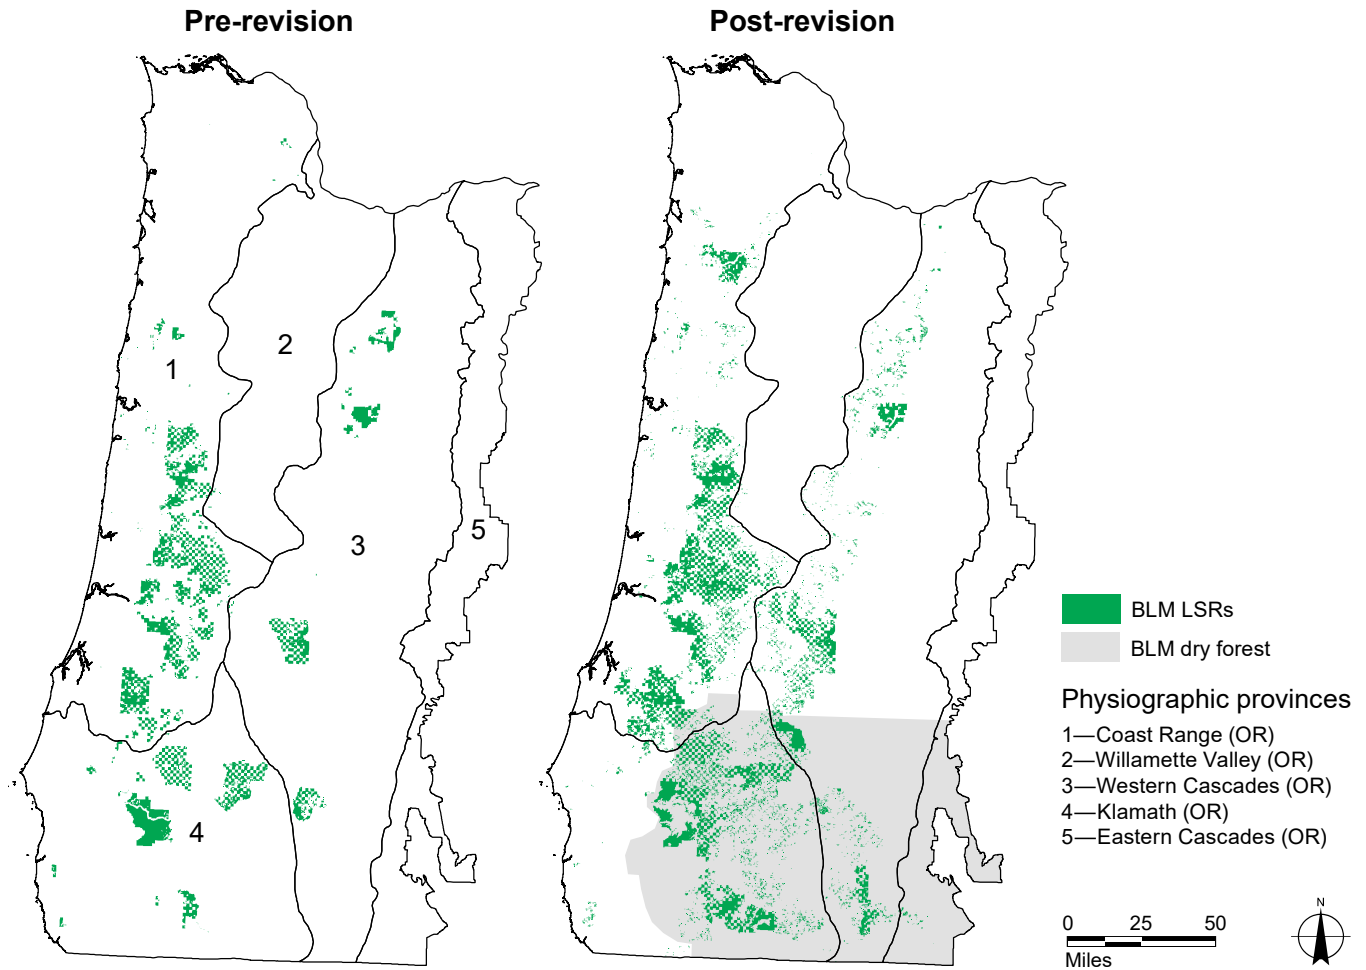 Pre-revision
Post-revision
1
2
3
4
5
BLM LSRs
BLM dry forest
Physiographic provinces
1—Coast Range (OR)
2—Willamette Valley (OR)
3—Western Cascades (OR)
4—Klamath (OR)
5—Eastern Cascades (OR)
0 25 50
Miles
N